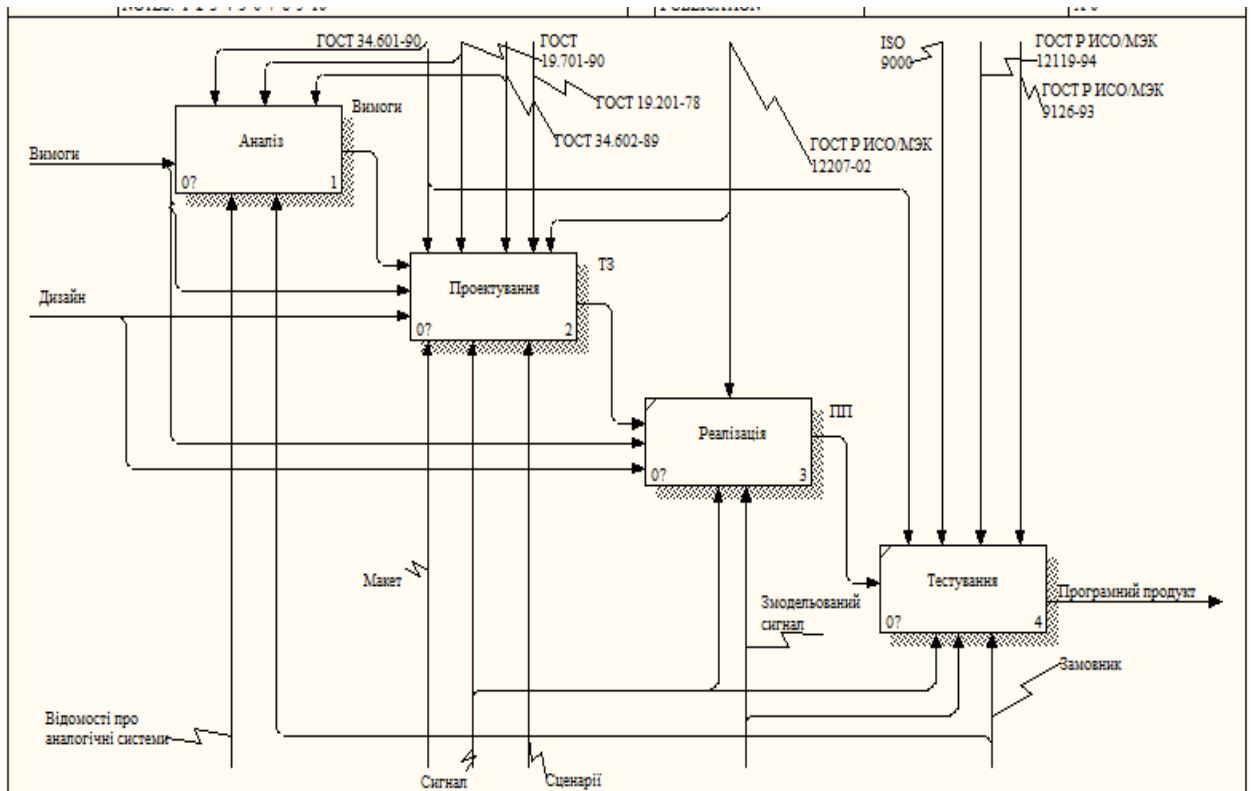 ГОСТ 34.601-90
ГОСТ
19.701-90
ISO
9000
ГОСТ Р ИСО/МЭК
12119-94
ГОСТ Р ИСО/МЭК
9126-93
ГОСТ 19.201-78
ГОСТ 34.602-89
ГОСТ Р ИСО/МЭК
12207-02
Вимоги
Вимоги
Аналіз
0? 1
Дизайн
ТЗ
Проектування
0? 2
ПП
Реалізація
0? 3
Макет
Змодельований
сигнал
Тестування
0? 4
Програмний продукт
Замовник
Відомості про
аналогічні системи
Сигнал
Сценарії